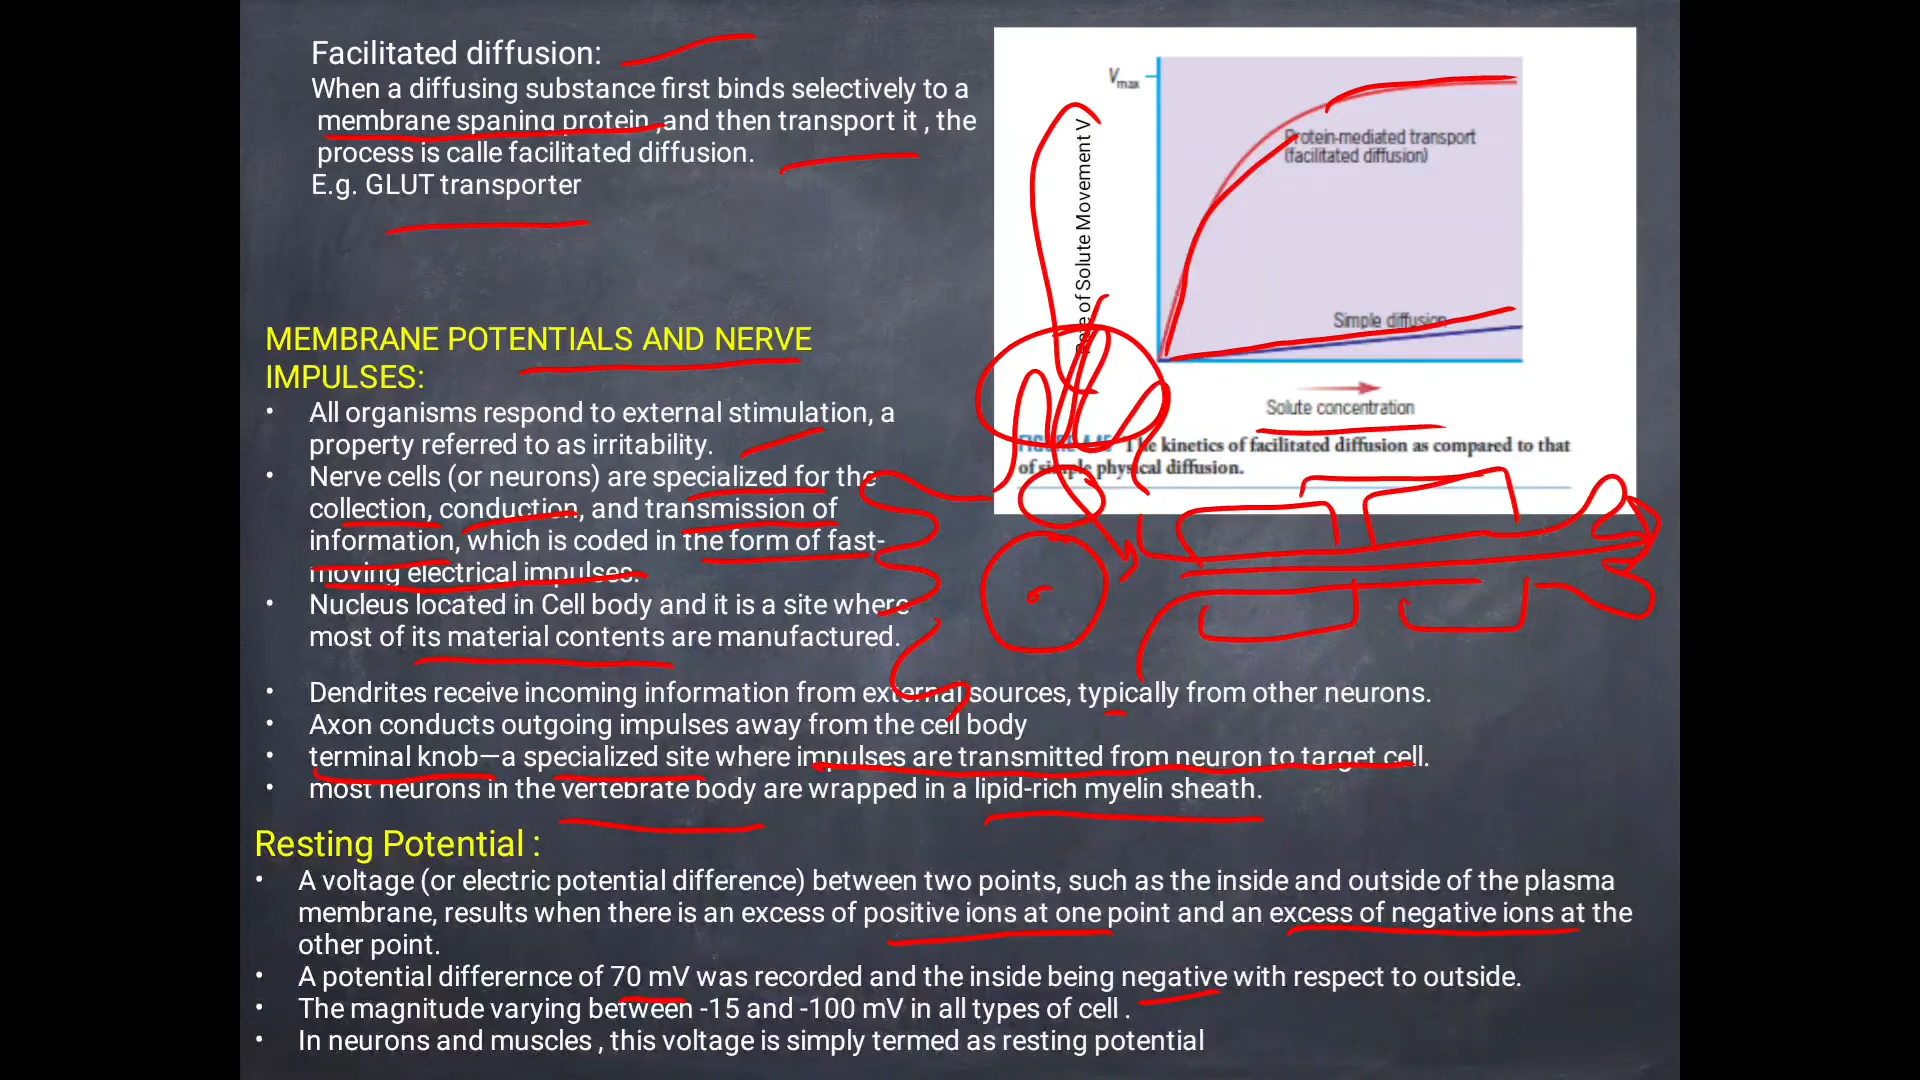 Facilitated diffusion:
When a diffusing substance first binds selectively to a
membrane spaning protein ,and then transport it , the
process is calle facilitated diffusion.
E.g. GLUT transporter
Vmax
of Solute Movement V
Protein-mediated transport
(facilitated diffusion)
Simple diffusion
Solute concentration
The kinetics of facilitated diffusion as compared to that
of simple physical diffusion.
MEMBRANE POTENTIALS AND NERVE
IMPULSES:
• All organisms respond to external stimulation, a
property referred to as irritability.
• Nerve cells (or neurons) are specialized for the
collection, conduction, and transmission of
information, which is coded in the form of fast-
moving electrical impulses.
• Nucleus located in Cell body and it is a site where
most of its material contents are manufactured.
• Dendrites receive incoming information from external sources, typically from other neurons.
• Axon conducts outgoing impulses away from the cell body
• terminal knob—a specialized site where impulses are transmitted from neuron to target cell.
• most neurons in the vertebrate body are wrapped in a lipid-rich myelin sheath.
Resting Potential :
• A voltage (or electric potential difference) between two points, such as the inside and outside of the plasma
membrane, results when there is an excess of positive ions at one point and an excess of negative ions at the
other point.
• A potential differernce of 70 mV was recorded and the inside being negative with respect to outside.
• The magnitude varying between -15 and -100 mV in all types of cell .
• In neurons and muscles , this voltage is simply termed as resting potential